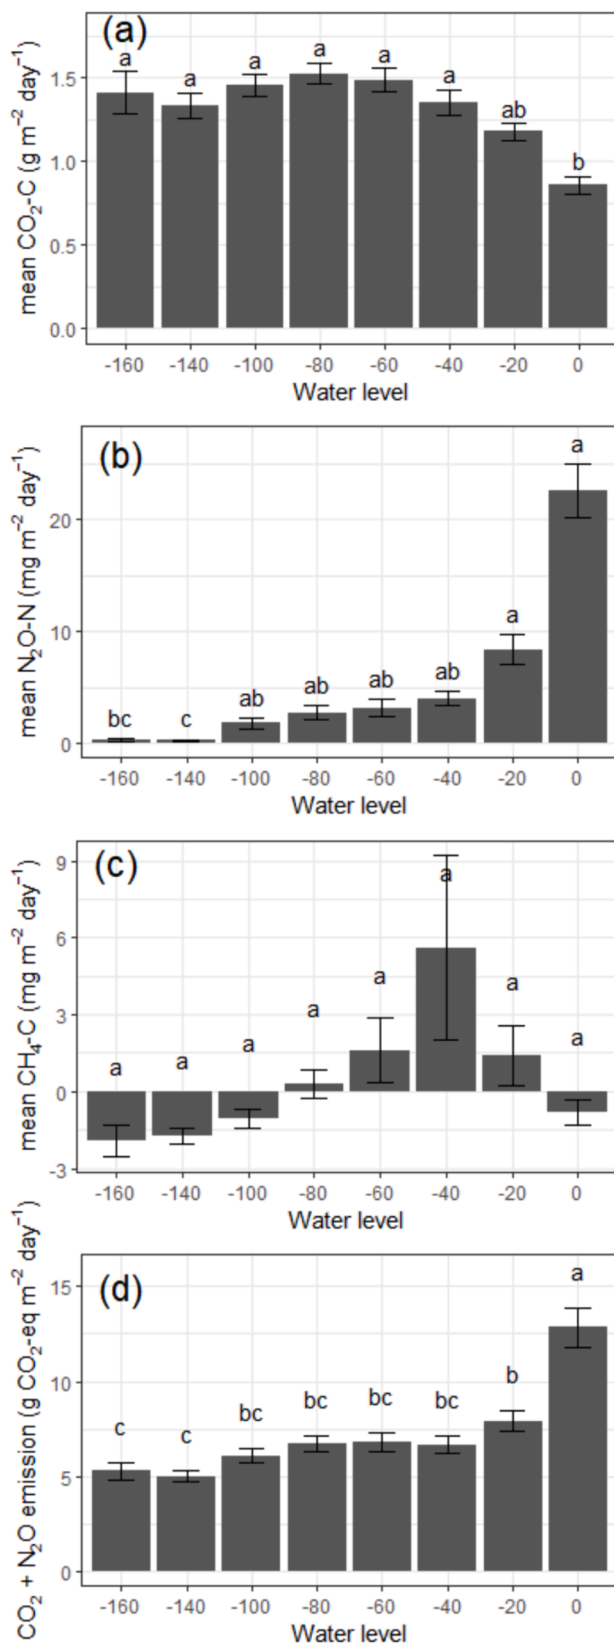 (a)
mean CO₂-C (g m⁻² day⁻¹)
1.5
1.0
0.5
0.0
a a a a a a ab b
-160 -140 -100 -80 -60 -40 -20 0
Water level
(b)
mean N₂O-N (mg m⁻² day⁻¹)
20
10
0
bc c ab ab ab ab a a
-160 -140 -100 -80 -60 -40 -20 0
Water level
(c)
mean CH₄-C (mg m⁻² day⁻¹)
9
6
3
0
-3
a a a a a a a a
-160 -140 -100 -80 -60 -40 -20 0
Water level
(d)
CO₂ + N₂O emission (g CO₂-eq m⁻² day⁻¹)
15
10
5
0
c c bc bc bc bc b a
-160 -140 -100 -80 -60 -40 -20 0
Water level